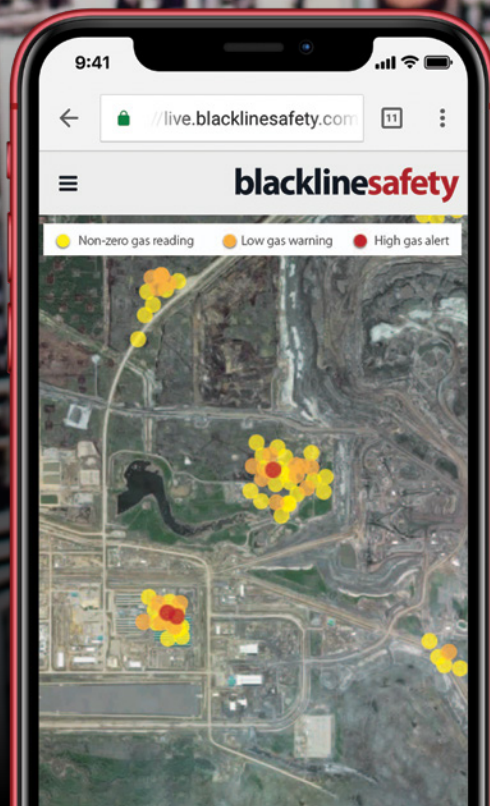 9:41
//live.blacklinesafety.com
11
blacklinesafety
Non-zero gas reading Low gas warning High gas alert